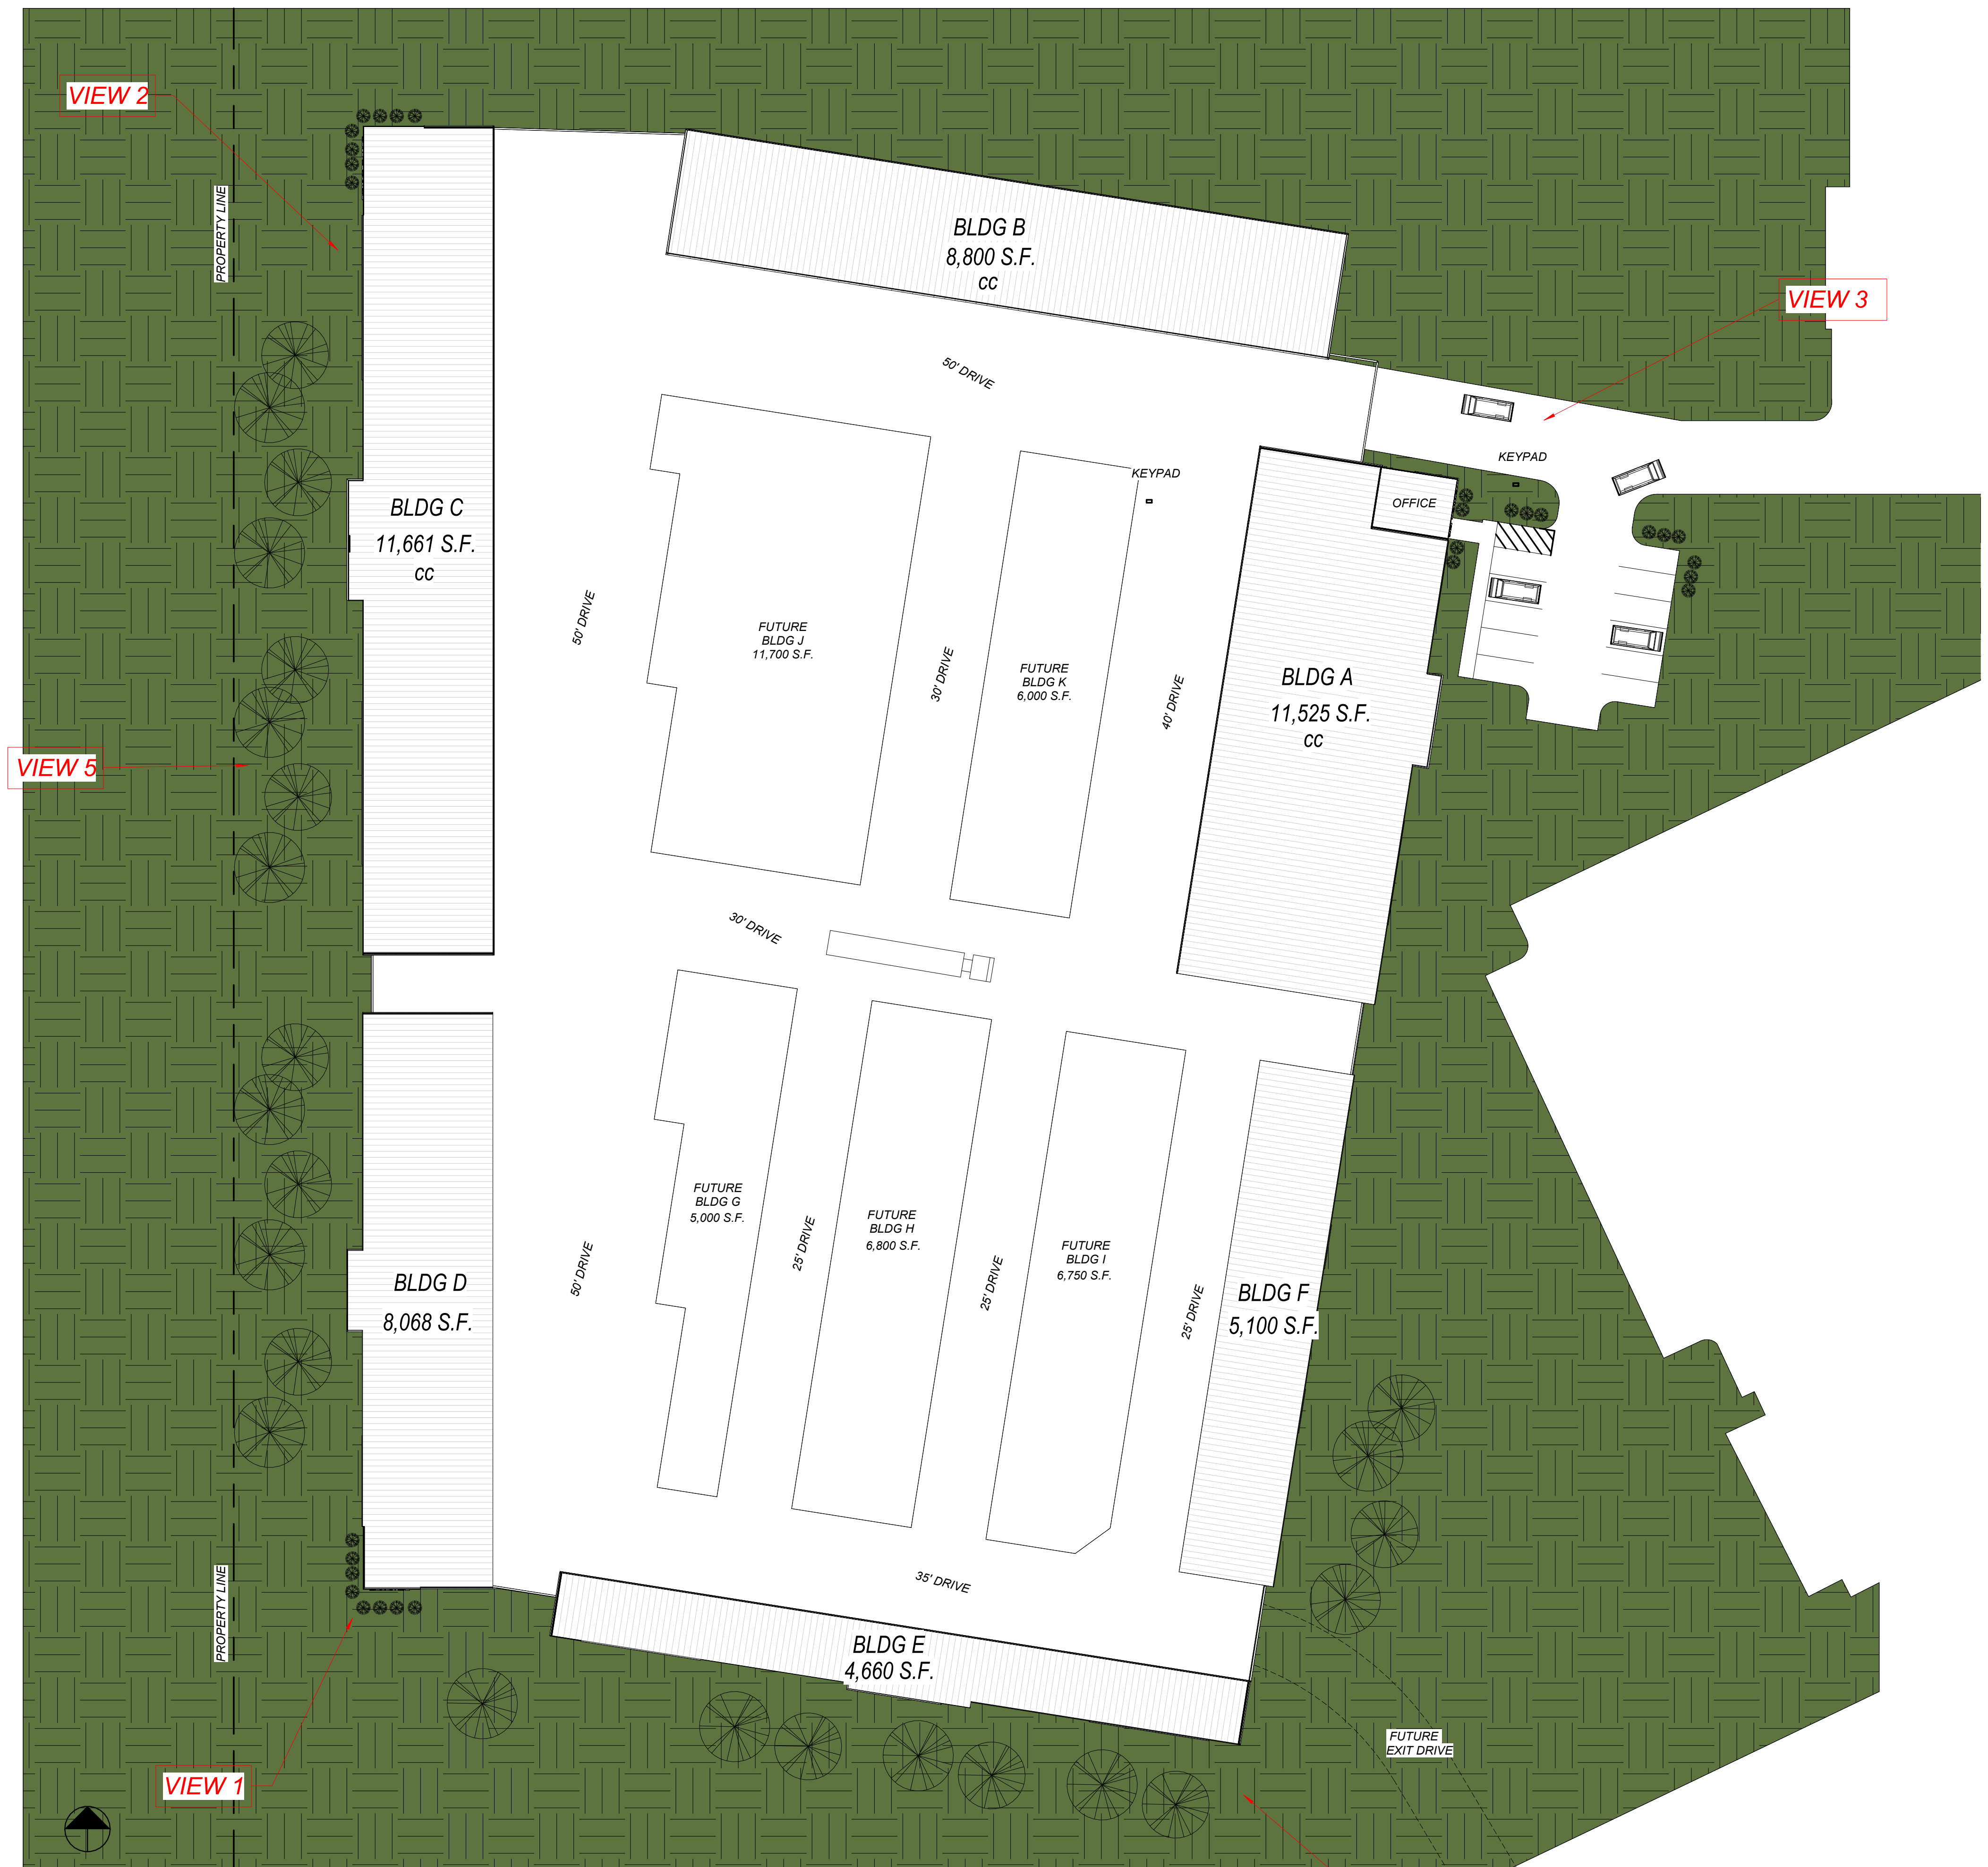 VIEW 2
PROPERTY LINE
BLDG B
8,800 S.F.
CC
VIEW 3
50' DRIVE
KEYPAD
KEYPAD
OFFICE
BLDG C
11,661 S.F.
CC
50' DRIVE
FUTURE
BLDG J
11,700 S.F.
30' DRIVE
FUTURE
BLDG K
6,000 S.F.
40' DRIVE
BLDG A
11,525 S.F.
CC
VIEW 5
30' DRIVE
FUTURE
BLDG G
5,000 S.F.
FUTURE
BLDG H
6,800 S.F.
FUTURE
BLDG I
6,750 S.F.
50' DRIVE
25' DRIVE
25' DRIVE
25' DRIVE
BLDG D
8,068 S.F.
BLDG F
5,100 S.F.
35' DRIVE
PROPERTY LINE
BLDG E
4,660 S.F.
FUTURE
EXIT DRIVE
VIEW 1